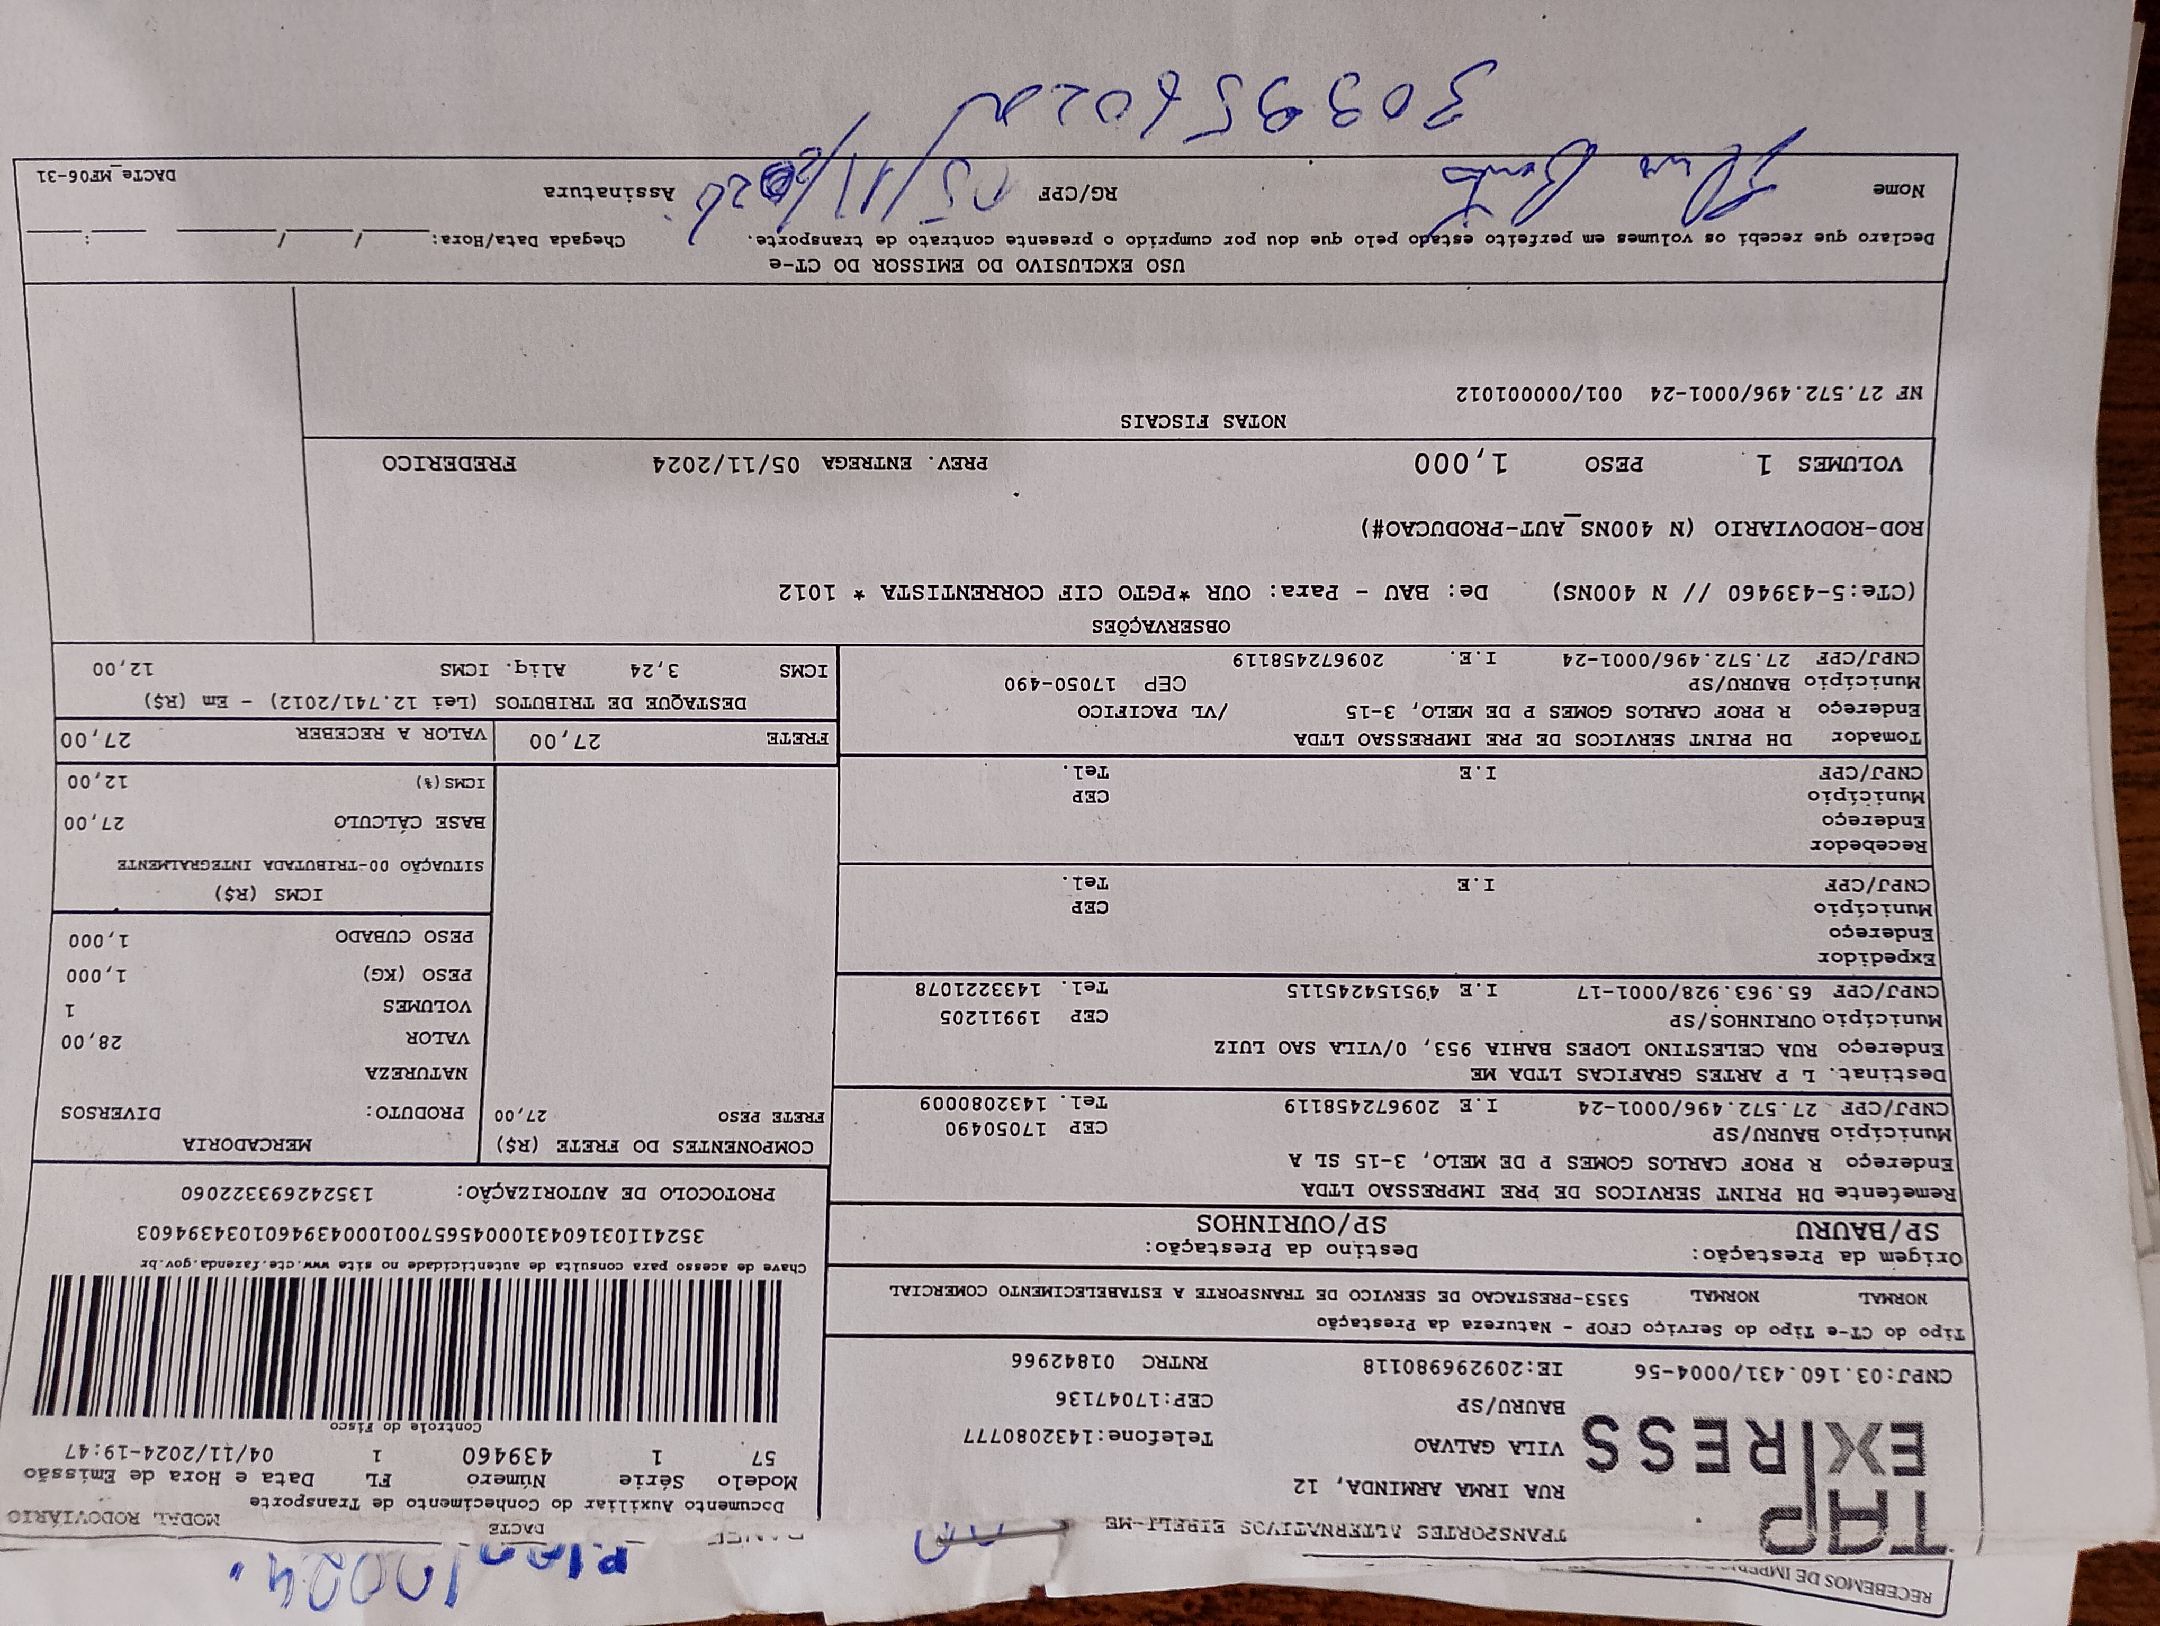 RECEBEMOS DE
TAP
EXPRESS
TRANSPORTES ALTERNATIVOS EIRELI-ME
RUA IRMA ARMINDA, 12
VILA GALVAO Telefone:1432080777
BAURU/SP CEP:17047136
CNPJ:03.160.431/0004-56 IE:209296980118 RNTRC 01842966
DACTE MODAL RODOVIÁRIO
Documento Auxiliar do Conhecimento de Transporte
Modelo Série Número FL Data e Hora de Emissão
57 1 439460 1 04/11/2024-19:47
Controle do Fisco
Chave de acesso para consulta de autenticidade no site www.cte.fazenda.gov.br
35241103160431000456570010004394601034394603
PROTOCOLO DE AUTORIZAÇÃO: 135242693322060
Tipo do CT-e Tipo do Serviço CFOP - Natureza da Prestação
NORMAL NORMAL 5353-PRESTACAO DE SERVICO DE TRANSPORTE A ESTABELECIMENTO COMERCIAL
Origem da Prestação: Destino da Prestação:
SP/BAURU SP/OURINHOS
Remetente DH PRINT SERVICOS DE PRE IMPRESSAO LTDA
Endereço R PROF CARLOS GOMES P DE MELO, 3-15 SL A
Município BAURU/SP CEP 17050490
CNPJ/CPF 27.572.496/0001-24 I.E 209672458119 Tel. 1432080009
Destinat. L P ARTES GRAFICAS LTDA ME
Endereço RUA CELESTINO LOPES BAHIA 953, 0/VILA SAO LUIZ
Município OURINHOS/SP CEP 19911205
CNPJ/CPF 65.963.928/0001-17 I.E 495154245115 Tel. 1433221078
Expedidor
Endereço
Município CEP
CNPJ/CPF I.E Tel.
Recebedor
Endereço
Município CEP
CNPJ/CPF I.E Tel.
Tomador DH PRINT SERVICOS DE PRE IMPRESSAO LTDA
Endereço R PROF CARLOS GOMES P DE MELO, 3-15 /VL PACIFICO
Município BAURU/SP CEP 17050-490
CNPJ/CPF 27.572.496/0001-24 I.E. 209672458119
COMPONENTES DO FRETE (R$)
FRETE PESO 27,00
MERCADORIA
PRODUTO: DIVERSOS
NATUREZA
VALOR 28,00
VOLUMES 1
PESO (KG) 1,000
PESO CUBADO 1,000
ICMS (R$)
SITUAÇÃO 00-TRIBUTADA INTEGRALMENTE
BASE CÁLCULO 27,00
ICMS(%) 12,00
FRETE 27,00 VALOR A RECEBER 27,00
DESTAQUE DE TRIBUTOS (Lei 12.741/2012) - Em (R$)
ICMS 3,24 Aliq. ICMS 12,00
OBSERVAÇÕES
(CTe:5-439460 // N 400NS) De: BAU - Para: OUR *PGTO CIF CORRENTISTA * 1012
ROD-RODOVIARIO (N 400NS_AUT-PRODUCAO#)
VOLUMES 1 PESO 1,000 PREV. ENTREGA 05/11/2024 FREDERICO
NOTAS FISCAIS
NF 27.572.496/0001-24 001/000001012
USO EXCLUSIVO DO EMISSOR DO CT-e
Declaro que recebi os volumes em perfeito estado pelo que dou por cumprido o presente contrato de transporte. Chegada Data/Hora: ____/____/______ ___:___
Nome RG/CPF 05/11/ Assinatura
DACTe_MF06-31